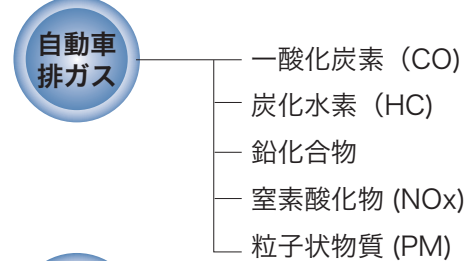 自動車
排ガス
一酸化炭素（CO)
炭化水素（HC)
鉛化合物
窒素酸化物 (NOx)
粒子状物質 (PM)